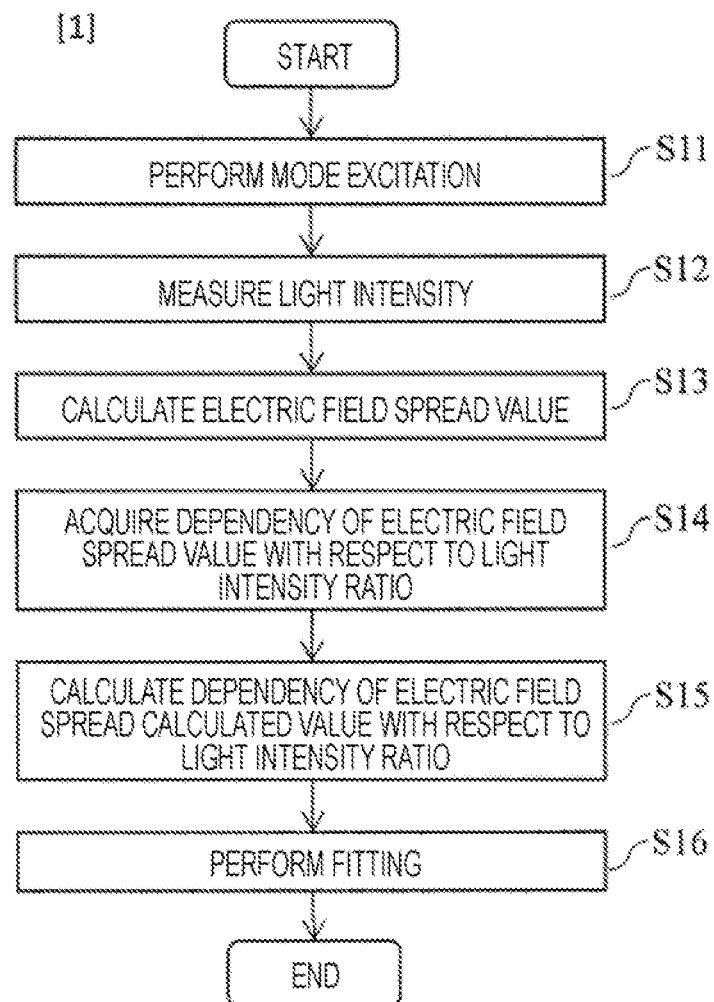 [1]
START
PERFORM MODE EXCITATION
S11
MEASURE LIGHT INTENSITY
S12
CALCULATE ELECTRIC FIELD SPREAD VALUE
S13
ACQUIRE DEPENDENCY OF ELECTRIC FIELD
SPREAD VALUE WITH RESPECT TO LIGHT
INTENSITY RATIO
S14
CALCULATE DEPENDENCY OF ELECTRIC FIELD
SPREAD CALCULATED VALUE WITH RESPECT TO
LIGHT INTENSITY RATIO
S15
PERFORM FITTING
S16
END